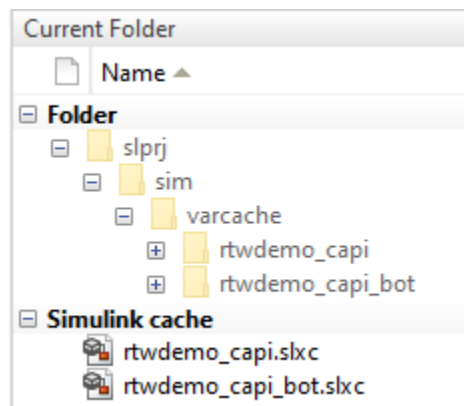 Current Folder
Name
Folder
slprj
sim
varcache
rtwdemo_capi
rtwdemo_capi_bot
Simulink cache
rtwdemo_capi.slxc
rtwdemo_capi_bot.slxc